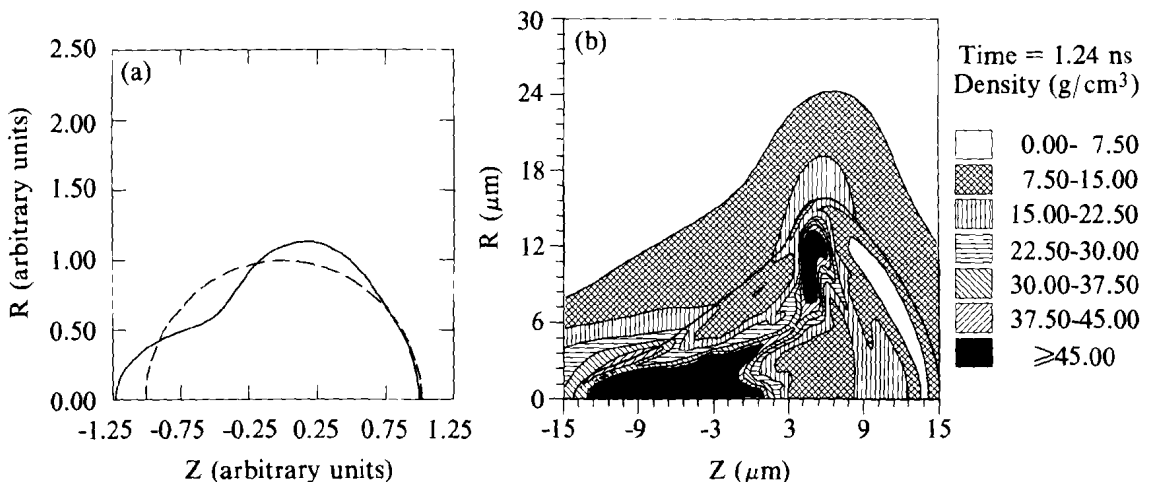 (a)
R (arbitrary units)
2.50
2.00
1.50
1.00
0.50
0.00
-1.25 -0.75 -0.25 0.25 0.75 1.25
Z (arbitrary units)
(b)
R (μm)
30
24
18
12
6
0
-15 -9 -3 3 9 15
Z (μm)
Time = 1.24 ns
Density (g/cm³)
0.00- 7.50
7.50-15.00
15.00-22.50
22.50-30.00
30.00-37.50
37.50-45.00
⩾45.00